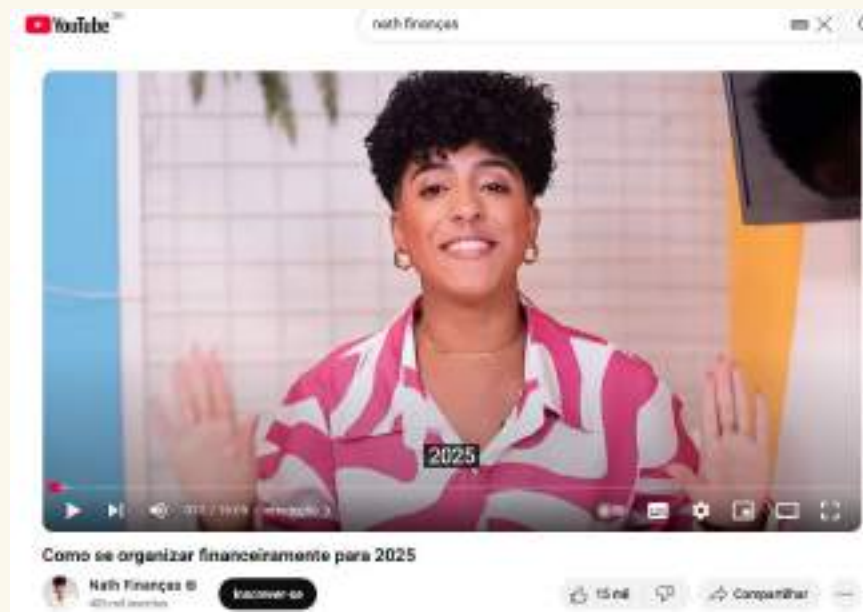 YouTube
nath finanças
2025
Como se organizar financeiramente para 2025
Nath Finanças
Inscrever-se
15 mil
Compartilhar